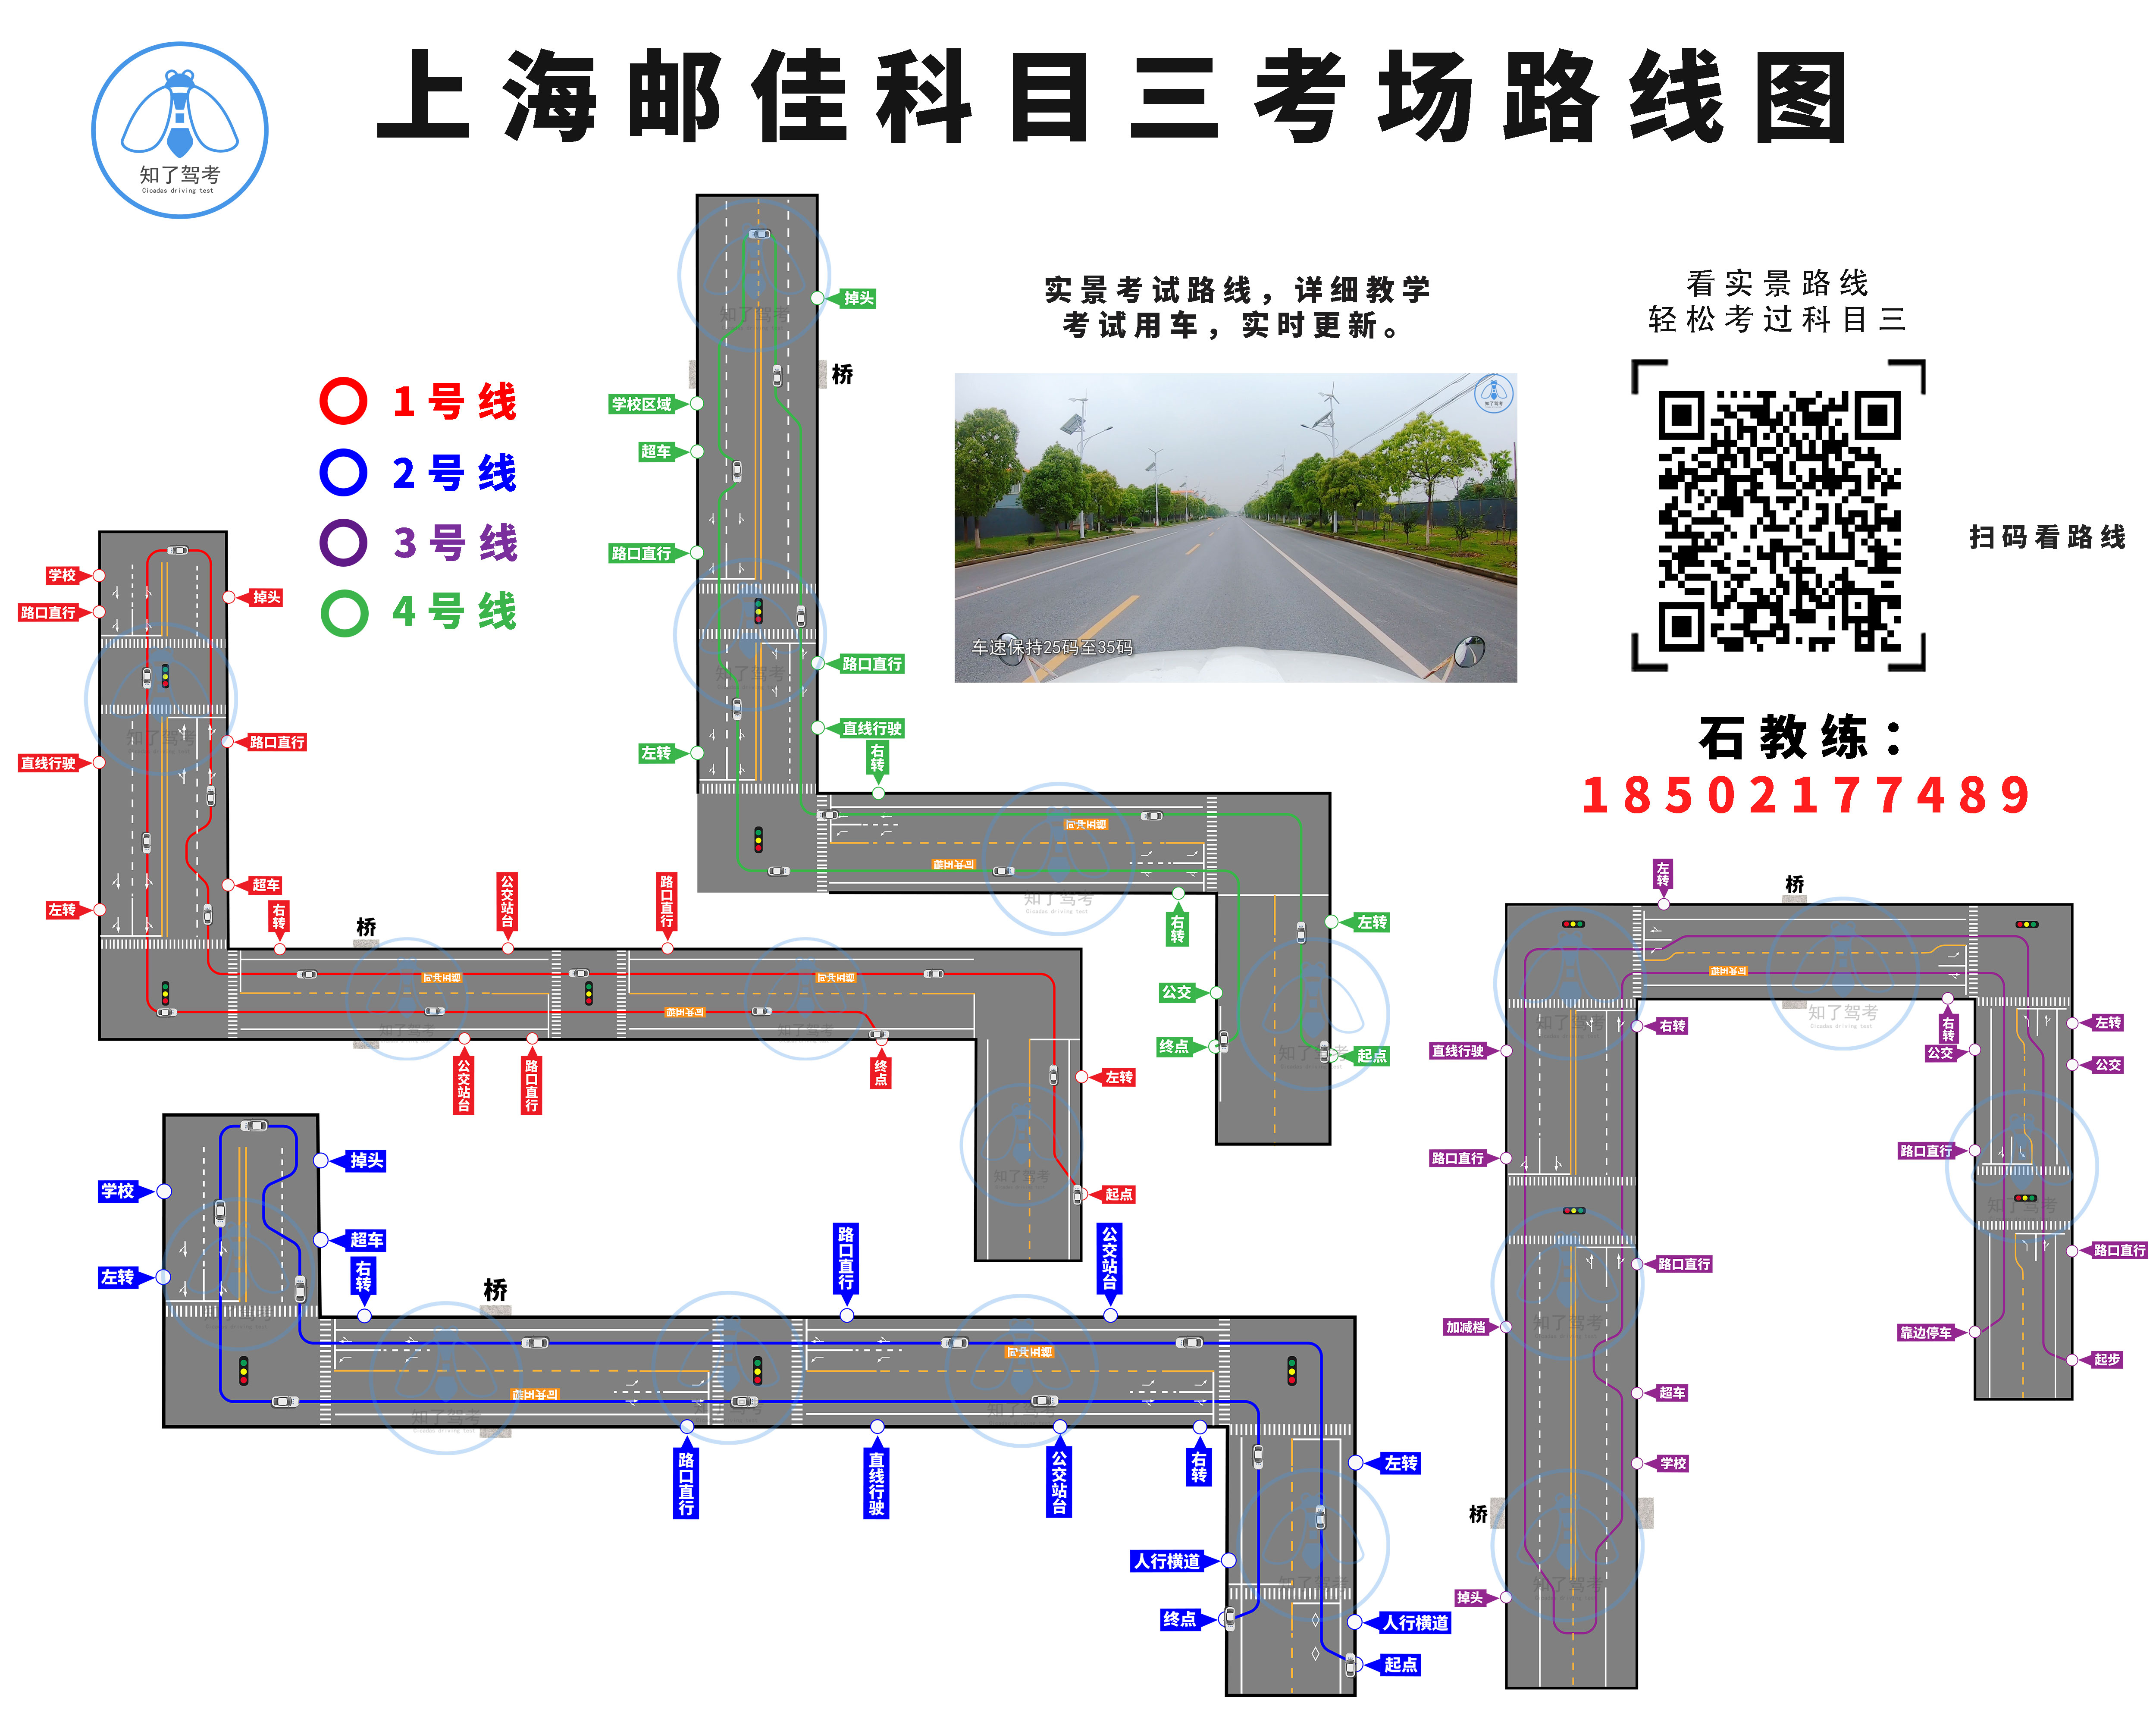 上海邮佳科目三考场路线图
知了驾考
Cicadas driving test
1号线
2号线
3号线
4号线
实景考试路线，详细教学
考试用车，实时更新。
车速保持25码至35码
知了驾考
看实景路线
轻松考过科目三
扫码看路线
石教练：
18502177489
掉头
桥
学校区域
超车
路口直行
路口直行
直线行驶
左转
右转
右转
左转
公交
终点
起点
学校
路口直行
掉头
直线行驶
路口直行
左转
超车
右转
桥
公交站台
路口直行
公交站台
路口直行
终点
左转
起点
掉头
学校
超车
左转
右转
桥
路口直行
公交站台
路口直行
直线行驶
公交站台
右转
左转
人行横道
终点
人行横道
起点
左转
桥
直线行驶
右转
右转
公交
左转
公交
路口直行
路口直行
路口直行
路口直行
加减档
靠边停车
起步
超车
学校
桥
掉头